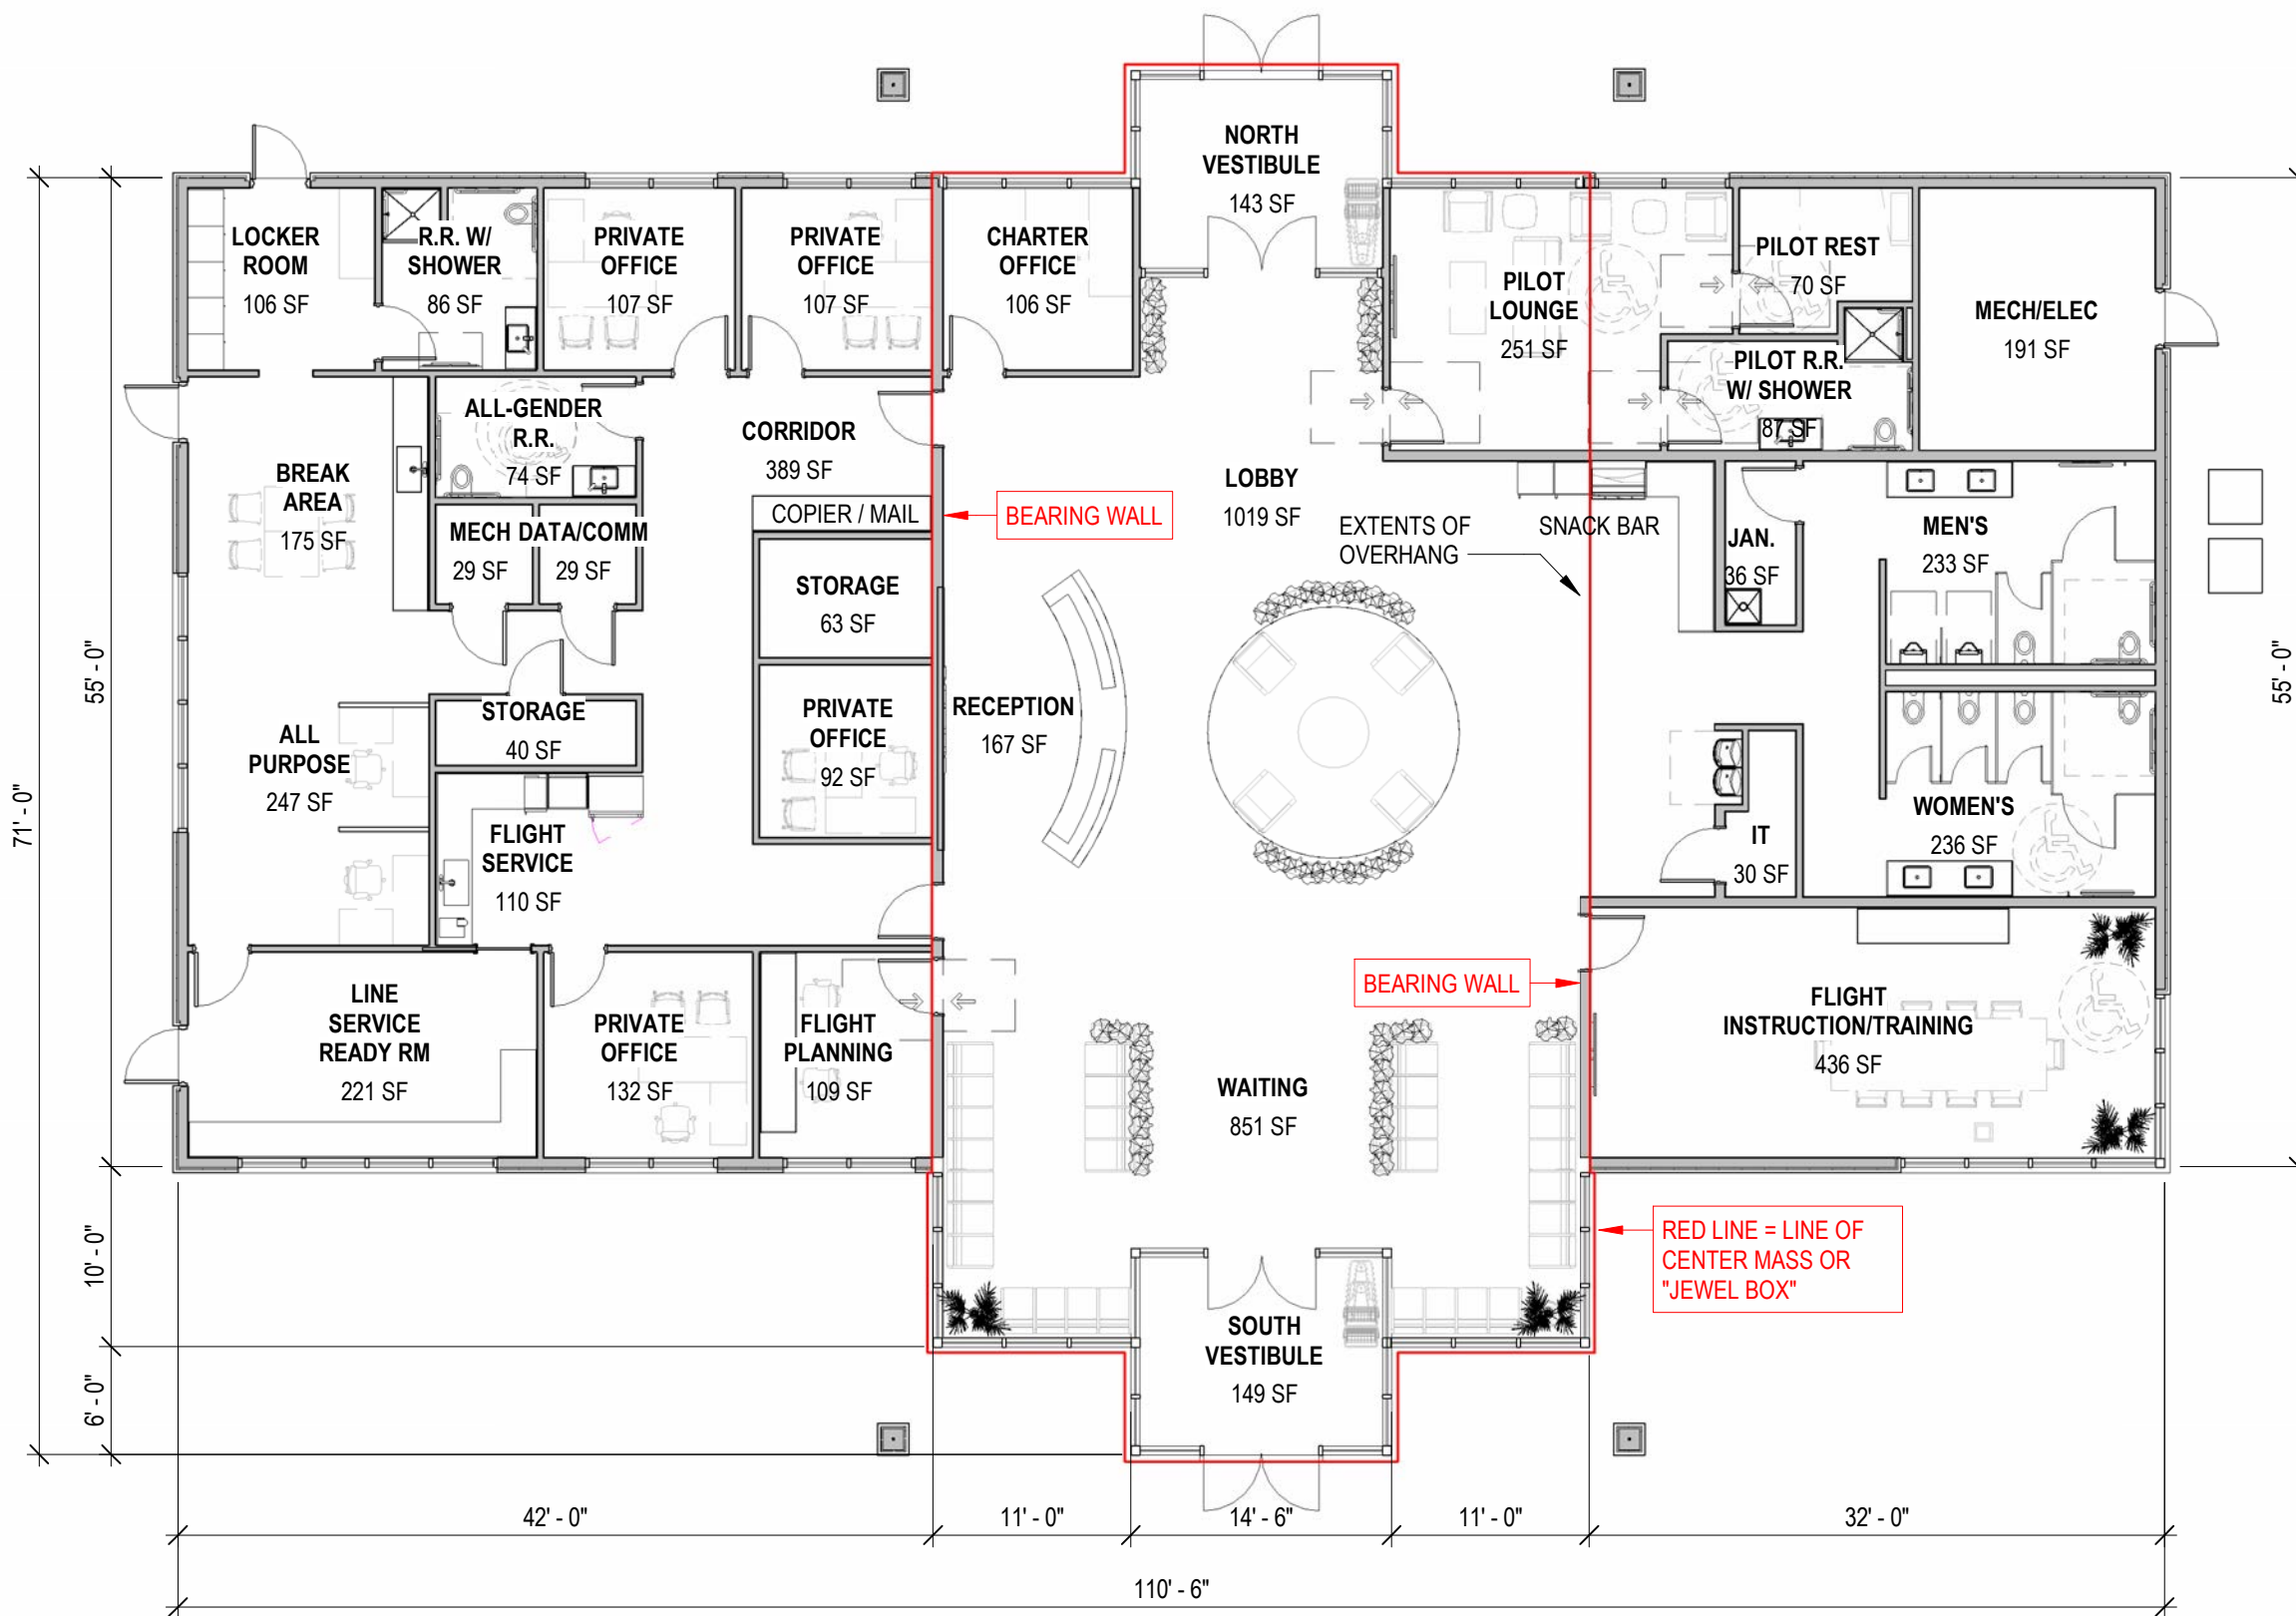 NORTH
VESTIBULE
143 SF
LOCKER
ROOM
106 SF
R.R. W/
SHOWER
86 SF
PRIVATE
OFFICE
107 SF
PRIVATE
OFFICE
107 SF
CHARTER
OFFICE
106 SF
PILOT
LOUNGE
251 SF
PILOT REST
70 SF
MECH/ELEC
191 SF
PILOT R.R.
W/ SHOWER
87 SF
ALL-GENDER
R.R.
74 SF
CORRIDOR
389 SF
BREAK
AREA
175 SF
COPIER / MAIL
BEARING WALL
LOBBY
1019 SF
EXTENTS OF
OVERHANG
SNACK BAR
JAN.
36 SF
MEN'S
233 SF
MECH
29 SF
DATA/COMM
29 SF
STORAGE
63 SF
STORAGE
40 SF
ALL
PURPOSE
247 SF
PRIVATE
OFFICE
92 SF
RECEPTION
167 SF
FLIGHT
SERVICE
110 SF
IT
30 SF
WOMEN'S
236 SF
BEARING WALL
LINE
SERVICE
READY RM
221 SF
PRIVATE
OFFICE
132 SF
FLIGHT
PLANNING
109 SF
WAITING
851 SF
FLIGHT
INSTRUCTION/TRAINING
436 SF
RED LINE = LINE OF
CENTER MASS OR
"JEWEL BOX"
SOUTH
VESTIBULE
149 SF
71' - 0"
55' - 0"
10' - 0"
6' - 0"
55' - 0"
42' - 0"
11' - 0"
14' - 6"
11' - 0"
32' - 0"
110' - 6"